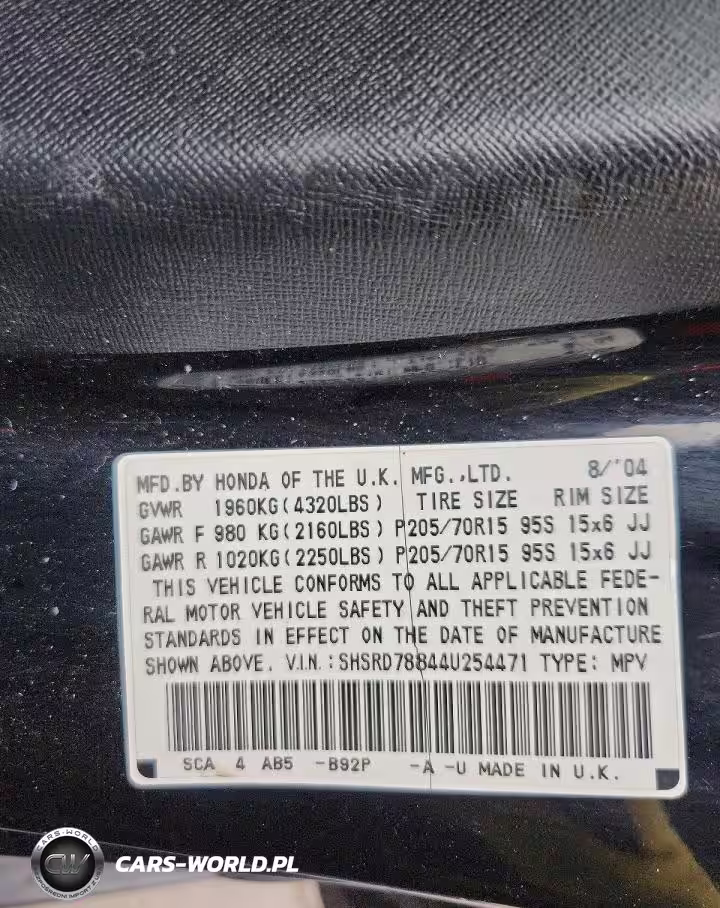 MFD.BY HONDA OF THE U.K. MFG.,LTD. 8/'04
GVWR 1960KG(4320LBS) TIRE SIZE RIM SIZE
GAWR F 980 KG(2160LBS) P205/70R15 95S 15x6 JJ
GAWR R 1020KG(2250LBS) P205/70R15 95S 15x6 JJ
THIS VEHICLE CONFORMS TO ALL APPLICABLE FEDE-
RAL MOTOR VEHICLE SAFETY AND THEFT PREVENTION
STANDARDS IN EFFECT ON THE DATE OF MANUFACTURE
SHOWN ABOVE. V.I.N.:SHSRD78844U254471 TYPE: MPV
SCA 4 AB5 -B92P -A -U MADE IN U.K.
CARS-WORLD
CW
CARS-WORLD.PL